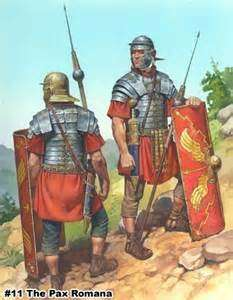 #11 The Pax Romana